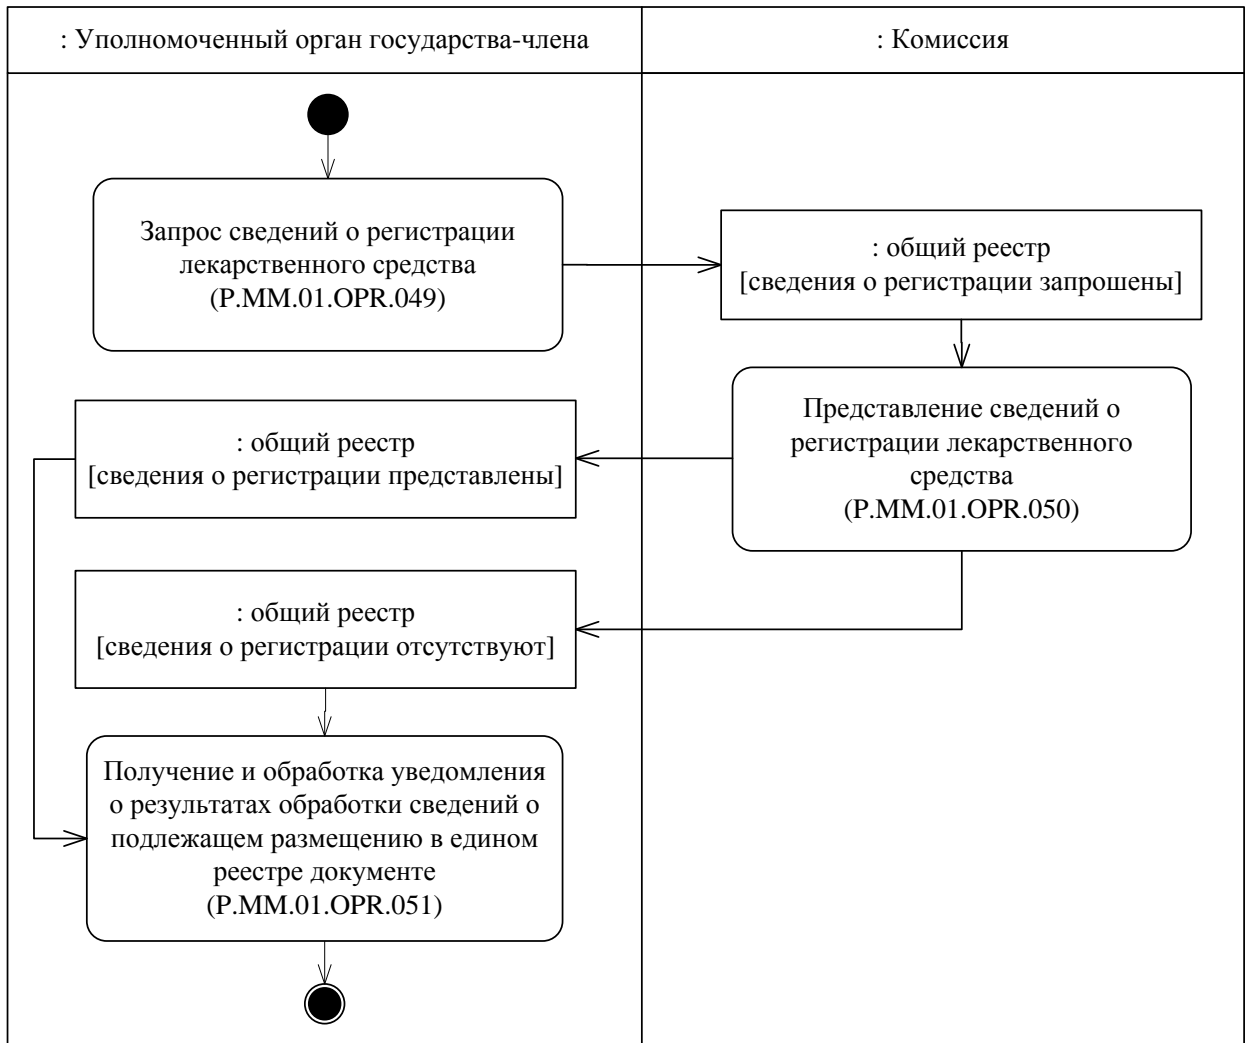 : Уполномоченный орган государства-члена
: Комиссия
Запрос сведений о регистрации
лекарственного средства
(P.MM.01.OPR.049)
: общий реестр
[сведения о регистрации запрошены]
Представление сведений о
регистрации лекарственного
средства
(P.MM.01.OPR.050)
: общий реестр
[сведения о регистрации представлены]
: общий реестр
[сведения о регистрации отсутствуют]
Получение и обработка уведомления
о результатах обработки сведений о
подлежащем размещению в едином
реестре документе
(P.MM.01.OPR.051)